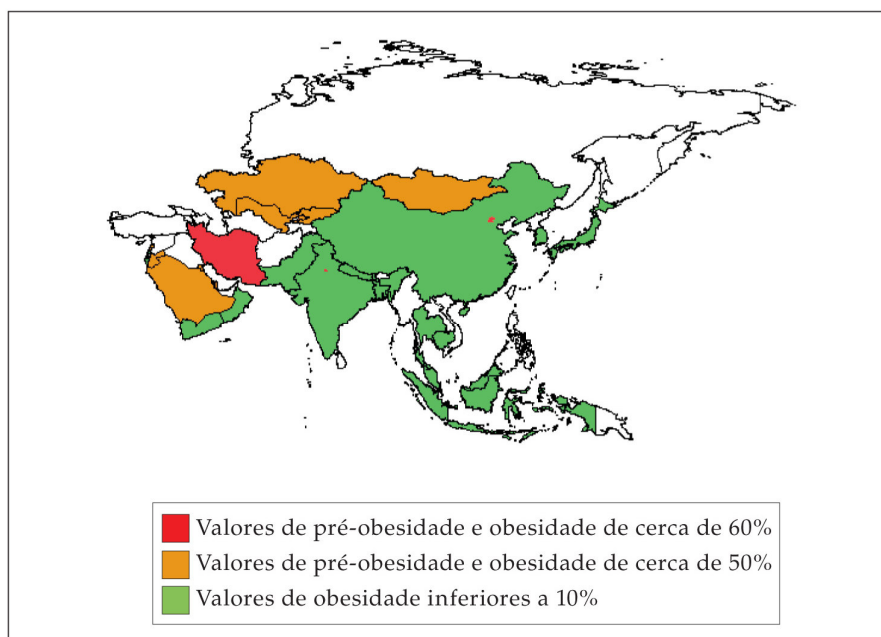 Valores de pré-obesidade e obesidade de cerca de 60%
Valores de pré-obesidade e obesidade de cerca de 50%
Valores de obesidade inferiores a 10%